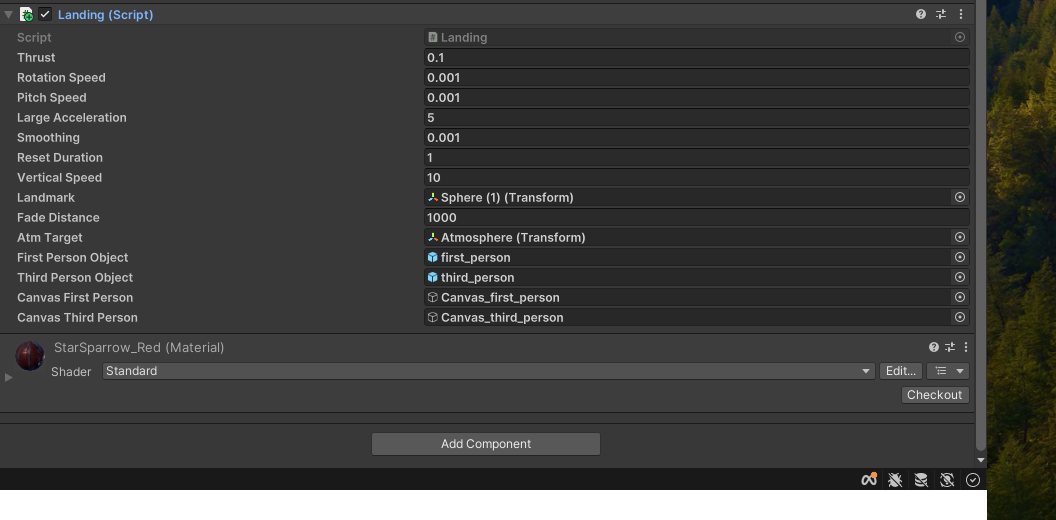 Landing (Script)
Script Landing
Thrust 0.1
Rotation Speed 0.001
Pitch Speed 0.001
Large Acceleration 5
Smoothing 0.001
Reset Duration 1
Vertical Speed 10
Landmark Sphere (1) (Transform)
Fade Distance 1000
Atm Target Atmosphere (Transform)
First Person Object first_person
Third Person Object third_person
Canvas First Person Canvas_first_person
Canvas Third Person Canvas_third_person
StarSparrow_Red (Material)
Shader Standard Edit...
Checkout
Add Component